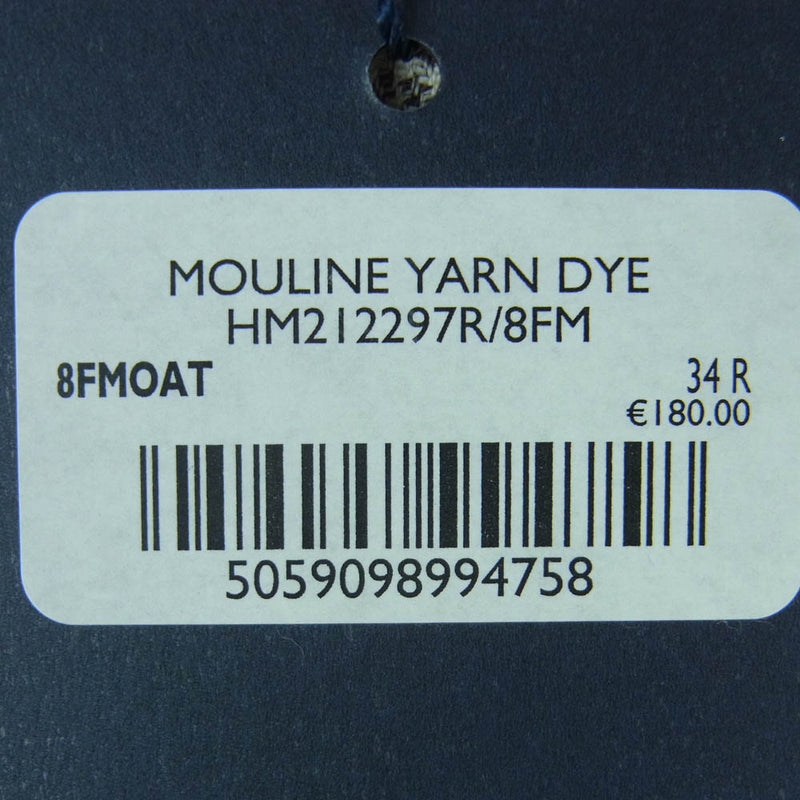 MOULINE YARN DYE
HM212297R/8FM
8FMOAT 34 R
€180.00
5059098994758